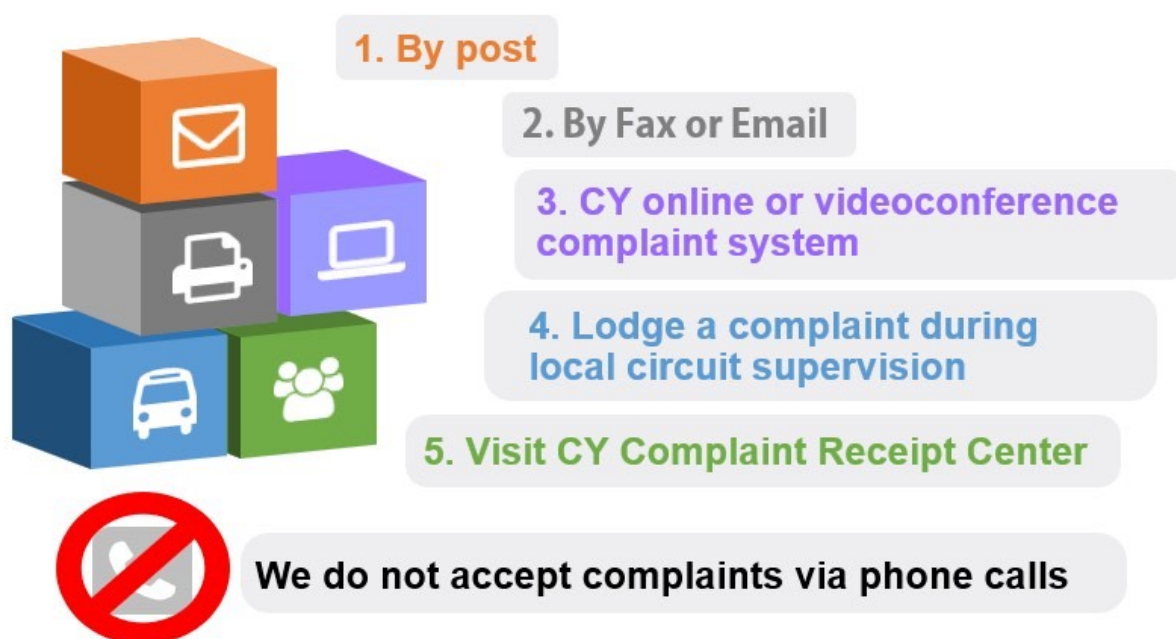 1. By post
2. By Fax or Email
3. CY online or videoconference
complaint system
4. Lodge a complaint during
local circuit supervision
5. Visit CY Complaint Receipt Center
We do not accept complaints via phone calls